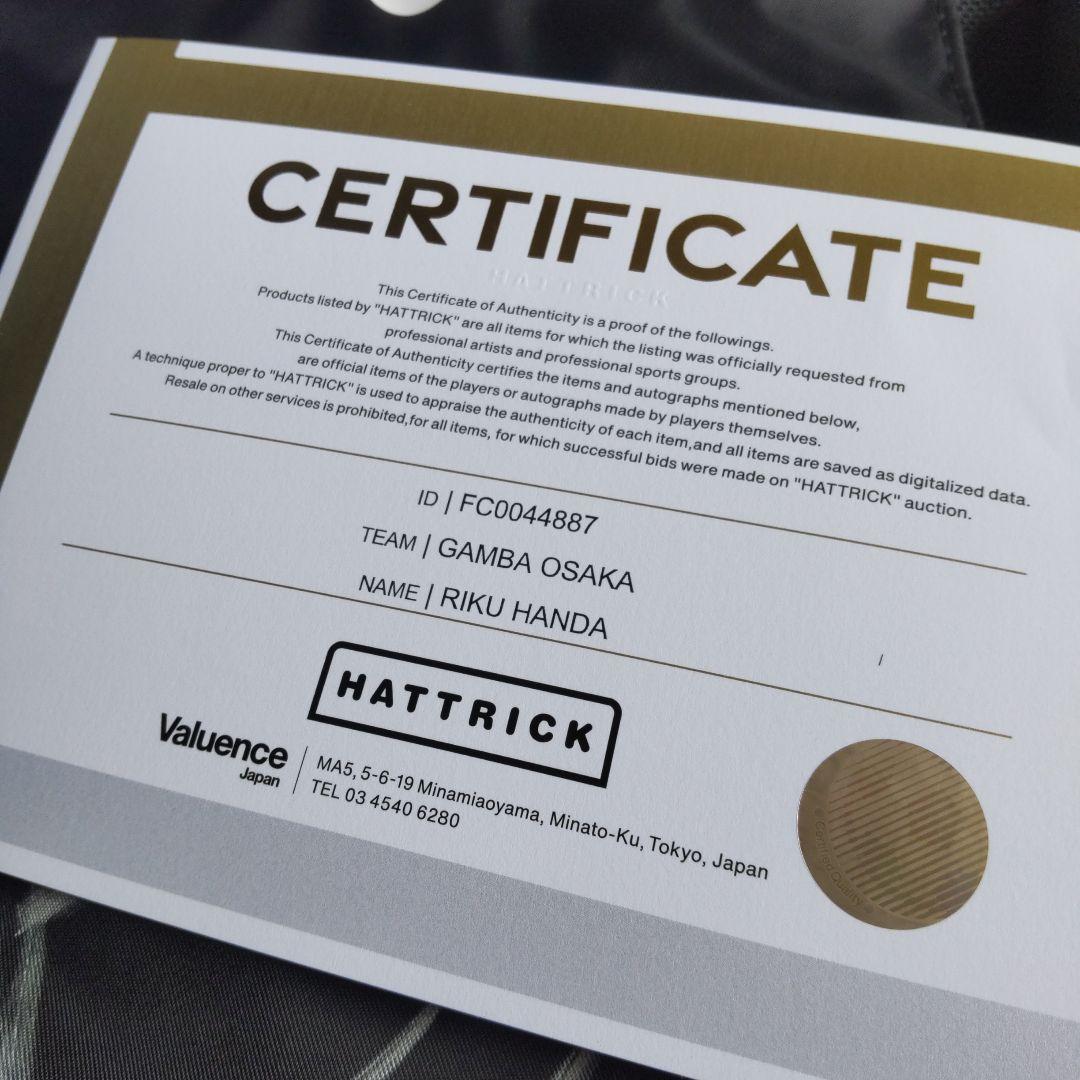 CERTIFICATE
HATTRICK
This Certificate of Authenticity is a proof of the followings.
Products listed by "HATTRICK" are all items for which the listing was officially requested from
professional artists and professional sports groups.
This Certificate of Authenticity certifies the items and autographs mentioned below,
are official items of the players or autographs made by players themselves.
A technique proper to "HATTRICK" is used to appraise the authenticity of each item,and all items are saved as digitalized data.
Resale on other services is prohibited,for all items, for which successful bids were made on "HATTRICK" auction.
ID | FC0044887
TEAM | GAMBA OSAKA
NAME | RIKU HANDA
/
HATTRICK
Valuence
Japan
MA5, 5-6-19 Minamiaoyama, Minato-Ku, Tokyo, Japan
TEL 03 4540 6280
Certified Quality